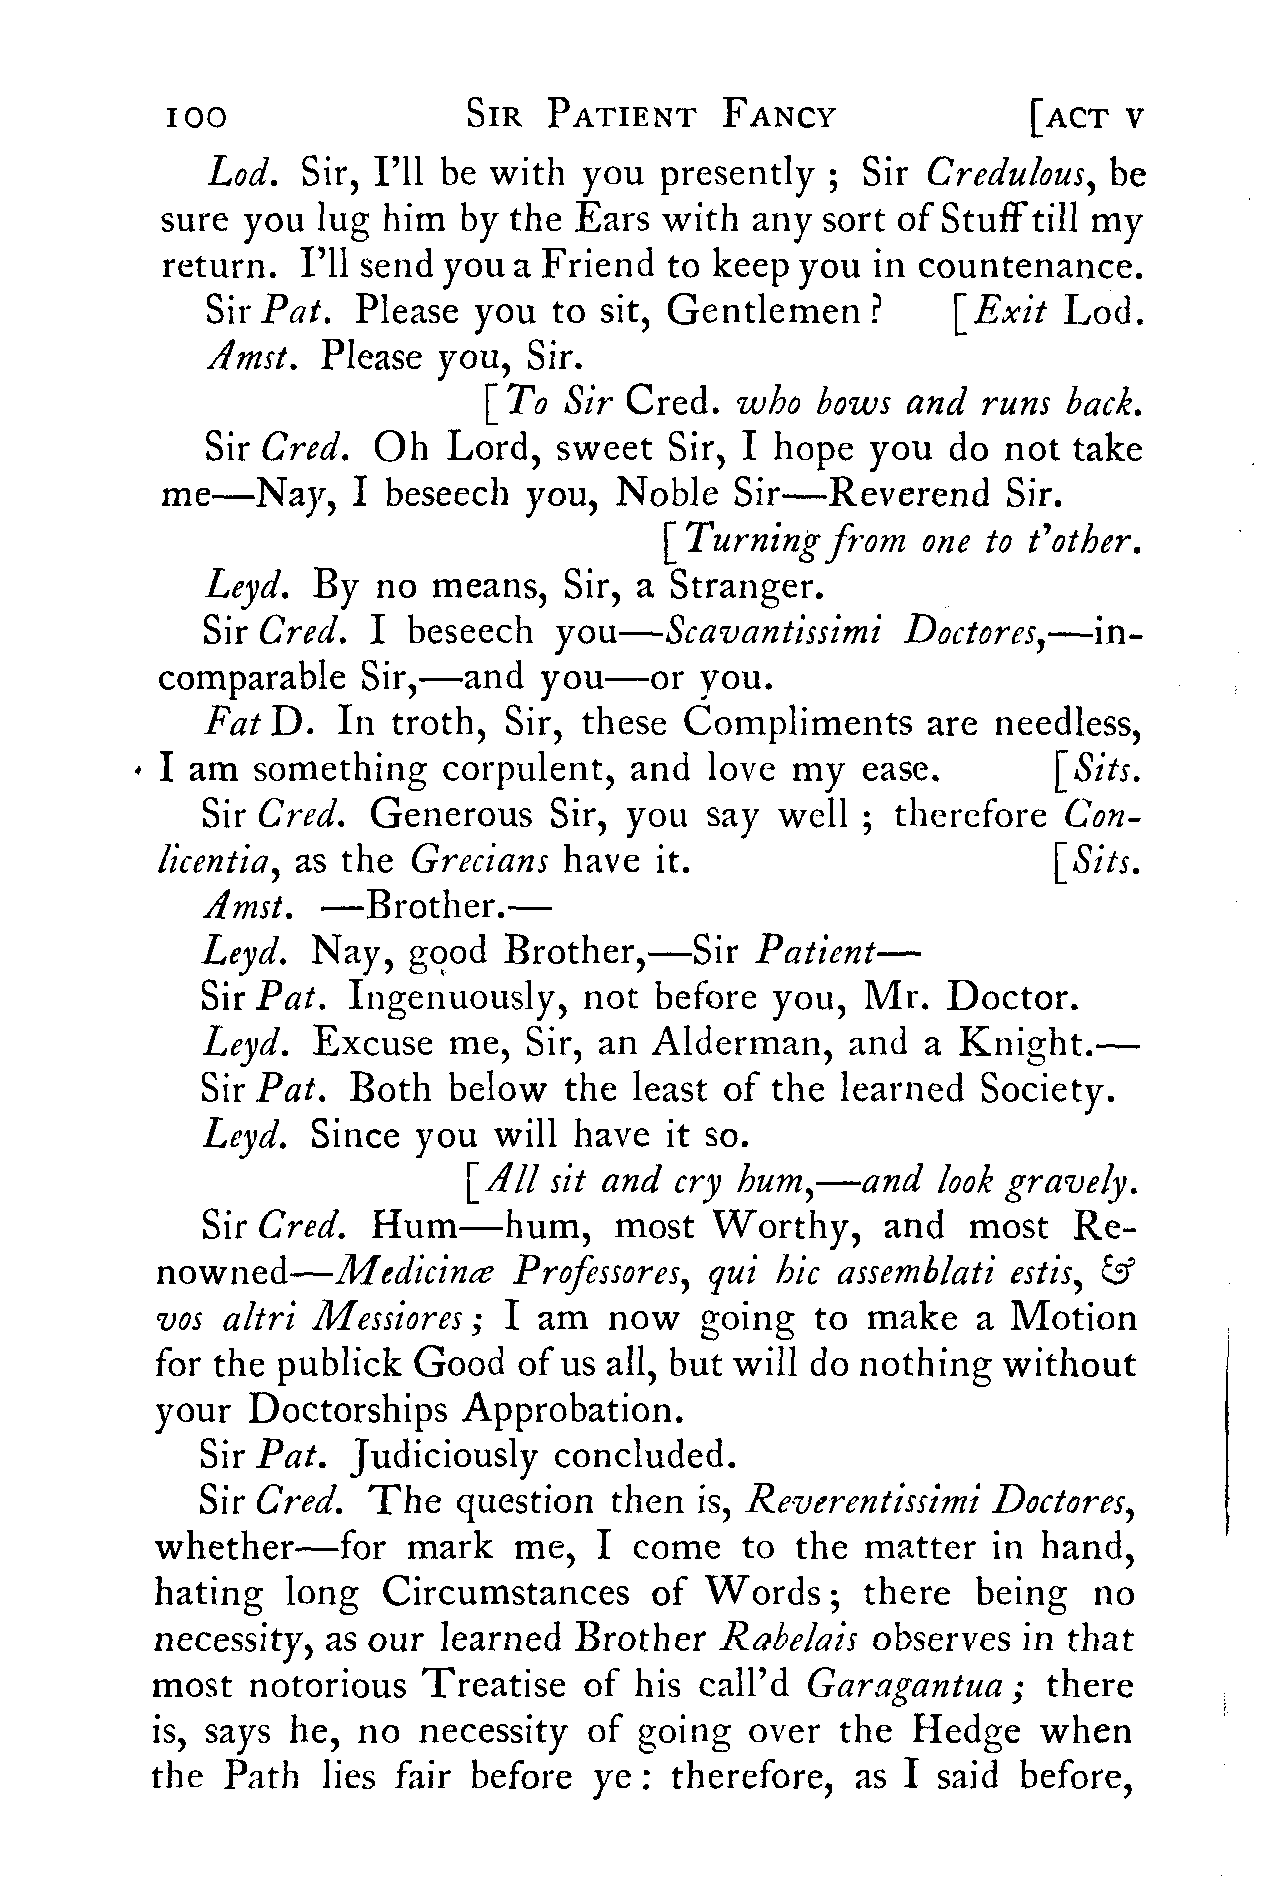 100 SIR PATIENT FANCY [ACT V
Lod. Sir, I'll be with you presently ; Sir Credulous, be
sure you lug him by the Ears with any sort of Stuff till my
return. I'll send you a Friend to keep you in countenance.
Sir Pat. Please you to sit, Gentlemen ? [Exit Lod.
Amst. Please you, Sir.
[To Sir Cred. who bows and runs back.
Sir Cred. Oh Lord, sweet Sir, I hope you do not take
me—Nay, I beseech you, Noble Sir—Reverend Sir.
[Turning from one to t'other.
Leyd. By no means, Sir, a Stranger.
Sir Cred. I beseech you—Scavantissimi Doctores,—in-
comparable Sir,—and you—or you.
Fat D. In troth, Sir, these Compliments are needless,
I am something corpulent, and love my ease. [Sits.
Sir Cred. Generous Sir, you say well ; therefore Con-
licentia, as the Grecians have it. [Sits.
Amst. —Brother.—
Leyd. Nay, good Brother,—Sir Patient—
Sir Pat. Ingenuously, not before you, Mr. Doctor.
Leyd. Excuse me, Sir, an Alderman, and a Knight.—
Sir Pat. Both below the least of the learned Society.
Leyd. Since you will have it so.
[All sit and cry hum,—and look gravely.
Sir Cred. Hum—hum, most Worthy, and most Re-
nowned—Medicinæ Professores, qui hic assemblati estis, &
vos altri Messiores ; I am now going to make a Motion
for the publick Good of us all, but will do nothing without
your Doctorships Approbation.
Sir Pat. Judiciously concluded.
Sir Cred. The question then is, Reverentissimi Doctores,
whether—for mark me, I come to the matter in hand,
hating long Circumstances of Words ; there being no
necessity, as our learned Brother Rabelais observes in that
most notorious Treatise of his call'd Garagantua ; there
is, says he, no necessity of going over the Hedge when
the Path lies fair before ye : therefore, as I said before,